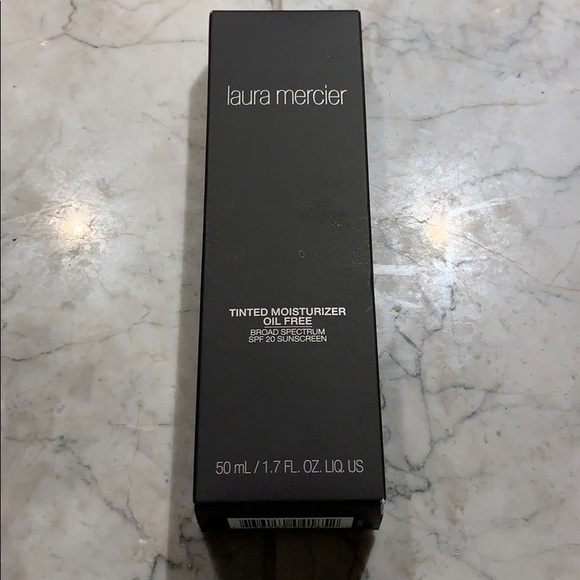 laura mercier
TINTED MOISTURIZER
OIL FREE
BROAD SPECTRUM
SPF 20 SUNSCREEN
50 mL / 1.7 FL. OZ. LIQ. US